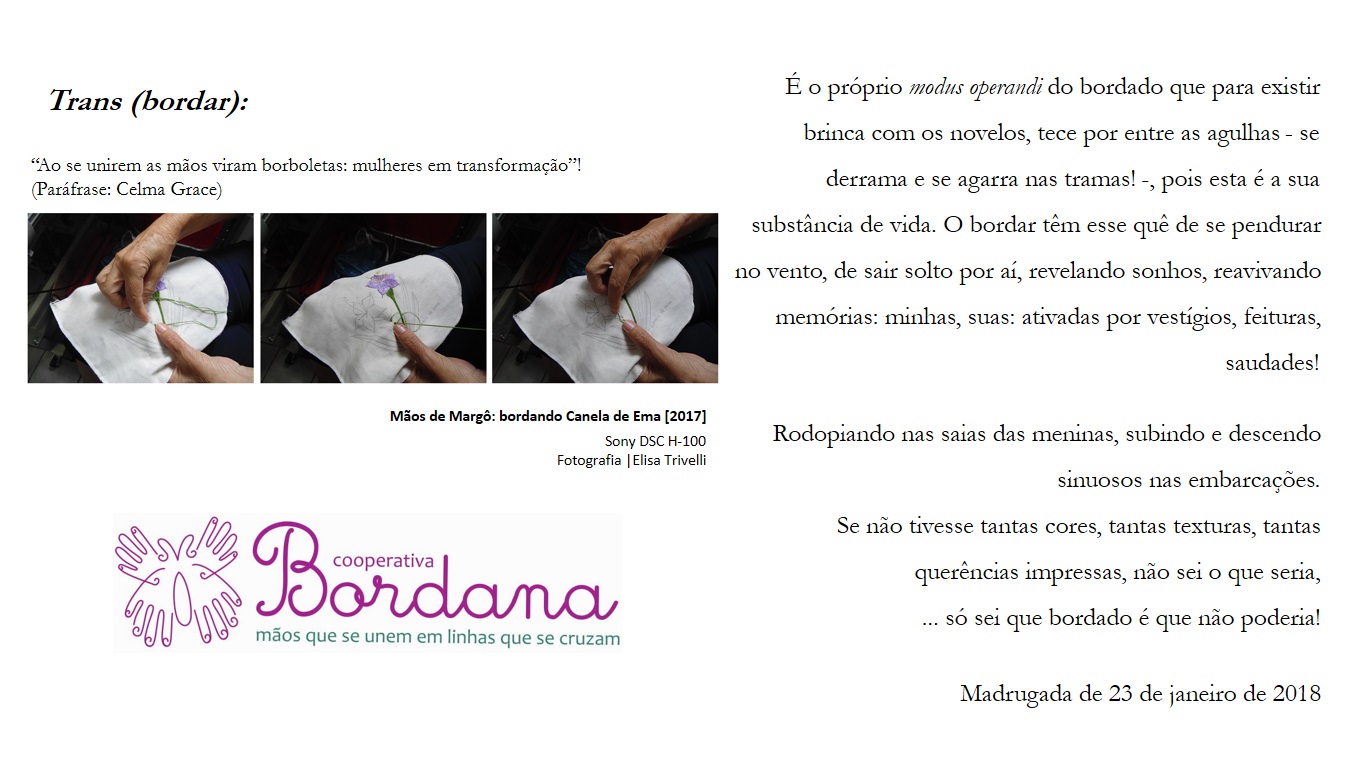 Trans (bordar):
“Ao se unirem as mãos viram borboletas: mulheres em transformação”!
(Paráfrase: Celma Grace)
Mãos de Margô: bordando Canela de Ema [2017]
Sony DSC H-100
Fotografia |Elisa Trivelli
cooperativa
Bordana
mãos que se unem em linhas que se cruzam
É o próprio modus operandi do bordado que para existir
brinca com os novelos, tece por entre as agulhas - se
derrama e se agarra nas tramas! -, pois esta é a sua
substância de vida. O bordar têm esse quê de se pendurar
no vento, de sair solto por aí, revelando sonhos, reavivando
memórias: minhas, suas: ativadas por vestígios, feituras,
saudades!
Rodopiando nas saias das meninas, subindo e descendo
sinuosos nas embarcações.
Se não tivesse tantas cores, tantas texturas, tantas
querências impressas, não sei o que seria,
... só sei que bordado é que não poderia!
Madrugada de 23 de janeiro de 2018